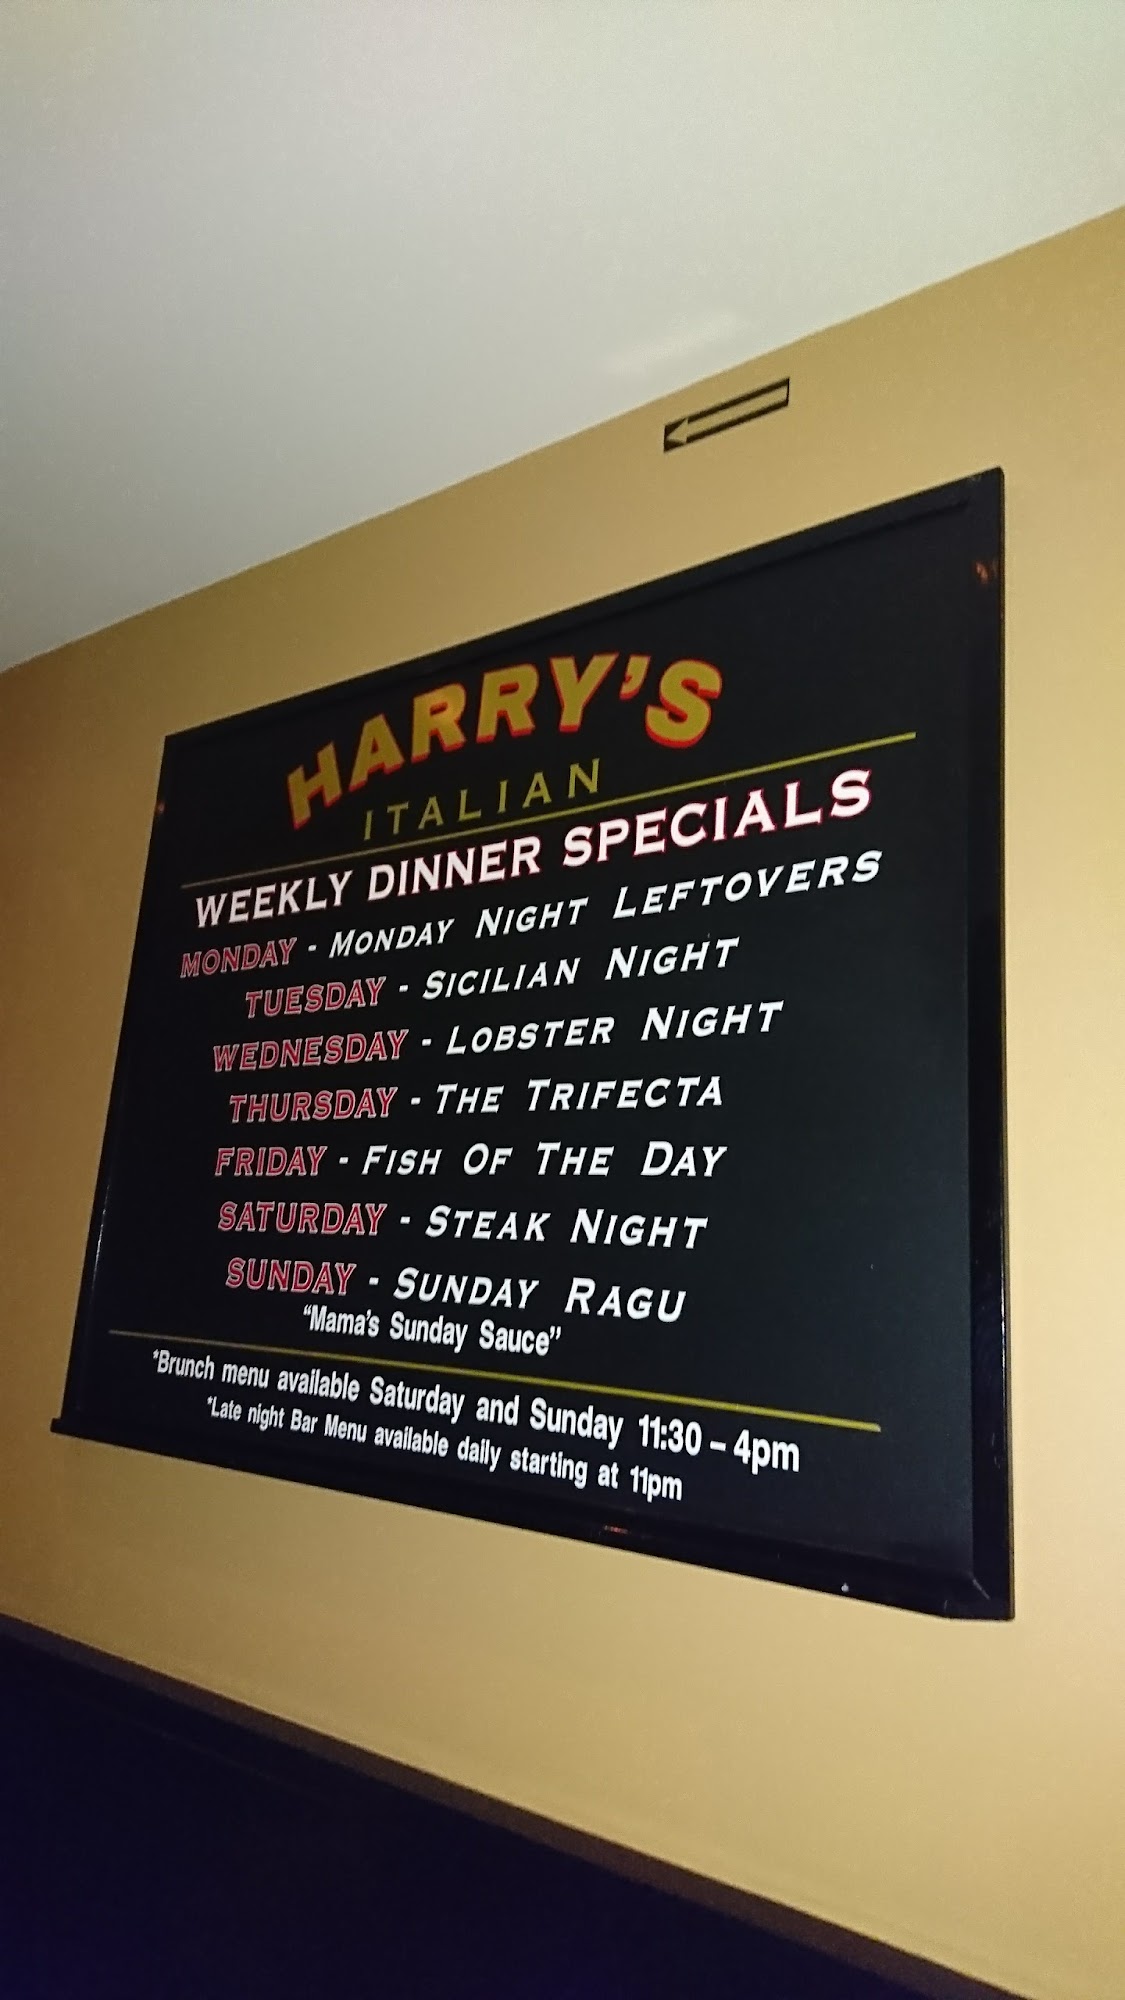 HARRY'S
ITALIAN
WEEKLY DINNER SPECIALS
MONDAY - MONDAY NIGHT LEFTOVERS
TUESDAY - SICILIAN NIGHT
WEDNESDAY - LOBSTER NIGHT
THURSDAY - THE TRIFECTA
FRIDAY - FISH OF THE DAY
SATURDAY - STEAK NIGHT
SUNDAY - SUNDAY RAGU
"Mama's Sunday Sauce"
*Brunch menu available Saturday and Sunday 11:30 – 4pm
*Late night Bar Menu available daily starting at 11pm